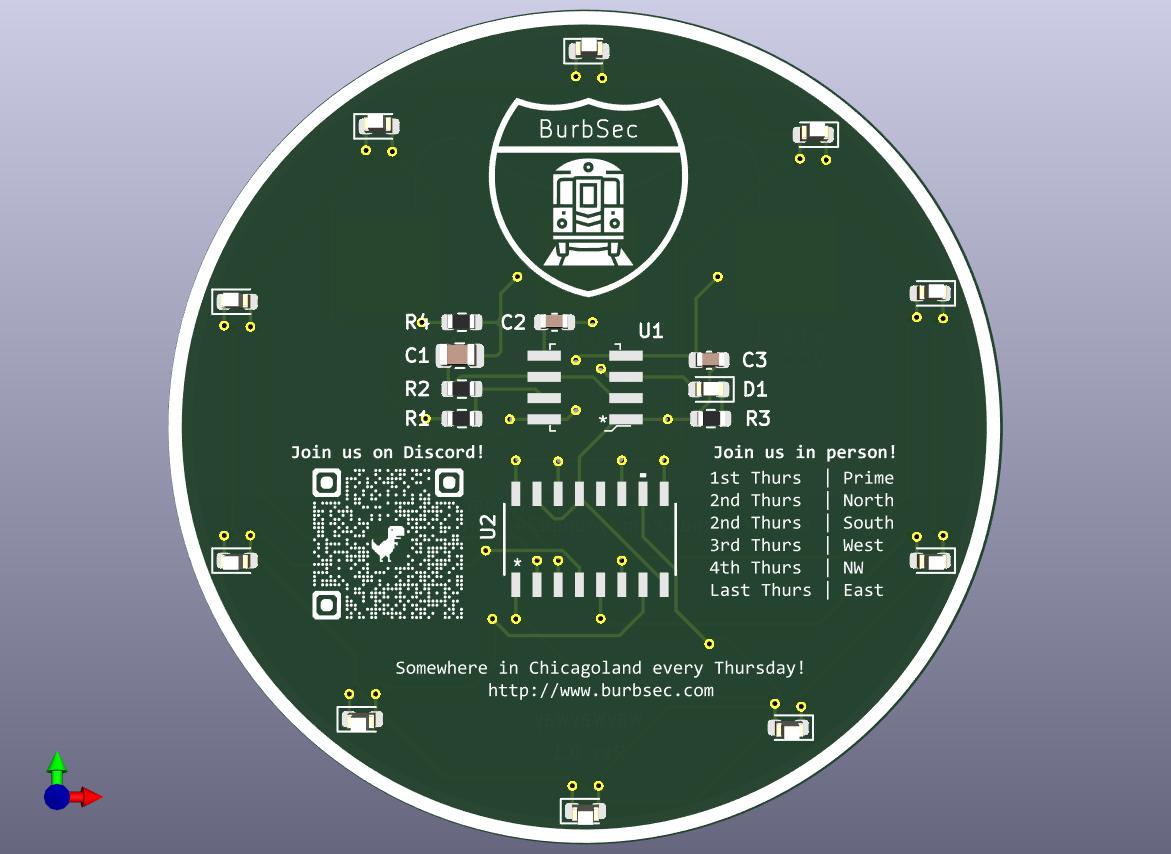 BurbSec
R4
C2
U1
C1
C3
R2
D1
R1
*
R3
Join us on Discord!
Join us in person!
1st Thurs | Prime
2nd Thurs | North
2nd Thurs | South
3rd Thurs | West
4th Thurs | NW
Last Thurs | East
U2
*
Somewhere in Chicagoland every Thursday!
http://www.burbsec.com